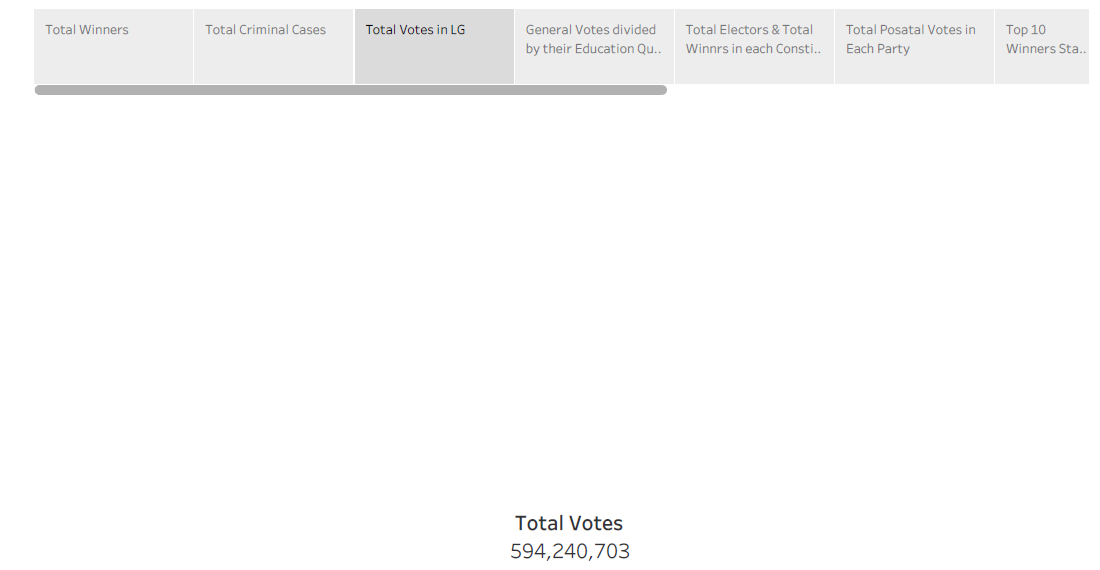 Total Winners
Total Criminal Cases
Total Votes in LG
General Votes divided
by their Education Qu..
Total Electors & Total
Winnrs in each Consti..
Total Posatal Votes in
Each Party
Top 10
Winners Sta..
Total Votes
594,240,703